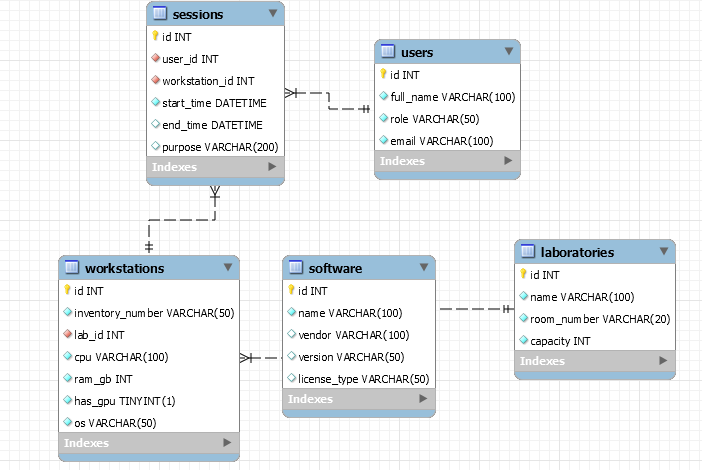 sessions
id INT
user_id INT
workstation_id INT
start_time DATETIME
end_time DATETIME
purpose VARCHAR(200)
Indexes
users
id INT
full_name VARCHAR(100)
role VARCHAR(50)
email VARCHAR(100)
Indexes
workstations
id INT
inventory_number VARCHAR(50)
lab_id INT
cpu VARCHAR(100)
ram_gb INT
has_gpu TINYINT(1)
os VARCHAR(50)
Indexes
software
id INT
name VARCHAR(100)
vendor VARCHAR(100)
version VARCHAR(50)
license_type VARCHAR(50)
Indexes
laboratories
id INT
name VARCHAR(100)
room_number VARCHAR(20)
capacity INT
Indexes